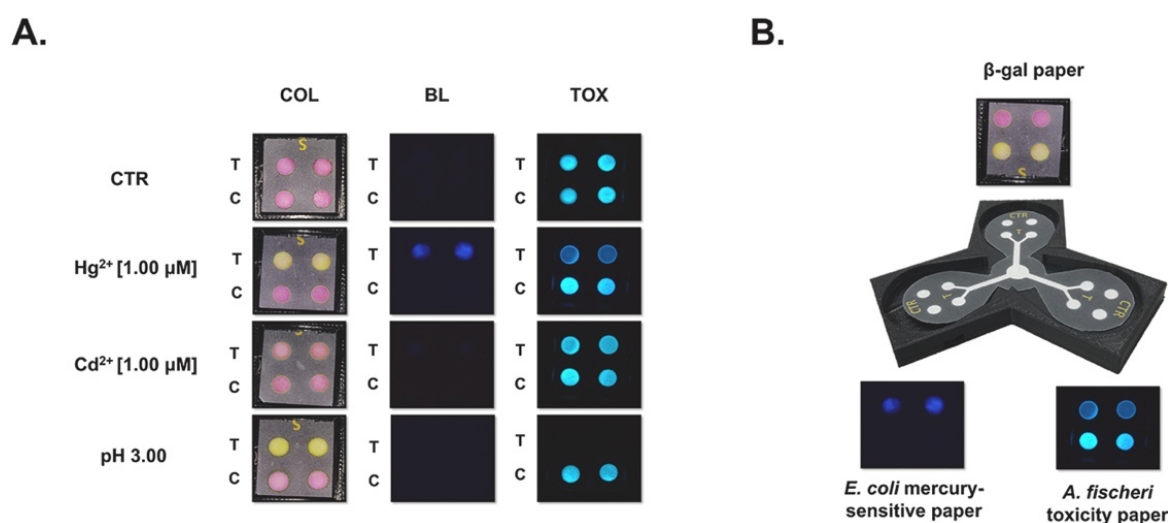 A.
COL BL TOX
CTR
T
C
S
T
C
T
C
Hg²⁺ [1.00 µM]
T
C
S
T
C
T
C
Cd²⁺ [1.00 µM]
T
C
S
T
C
T
C
pH 3.00
T
C
S
T
C
T
C
B.
β-gal paper
S
CTR
T
CTR
T
T
CTR
E. coli mercury-
sensitive paper
A. fischeri
toxicity paper